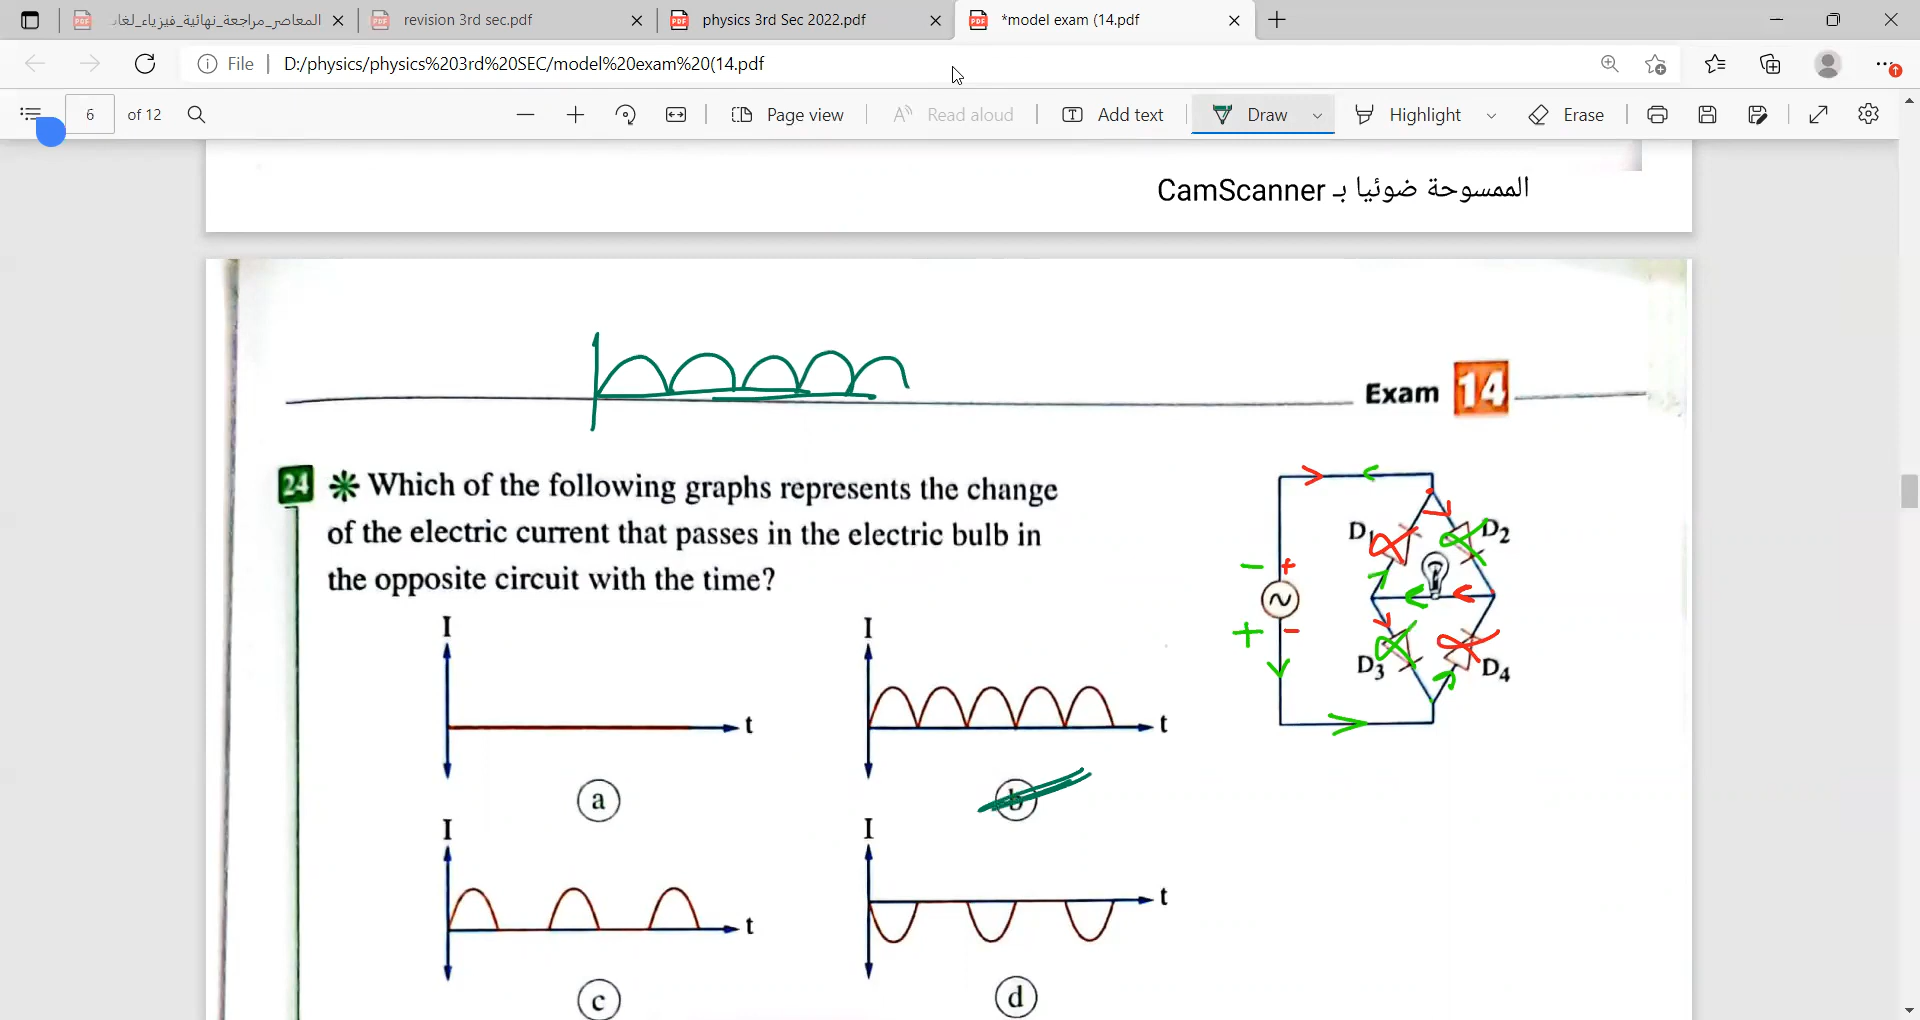 المعاصر_مراجعة_نهائية_فيزياء_لغا
revision 3rd sec.pdf
physics 3rd Sec 2022.pdf
*model exam (14.pdf
File
D:/physics/physics%203rd%20SEC/model%20exam%20(14.pdf
6 of 12
Page view
Read aloud
Add text
Draw
Highlight
Erase
الممسوحة ضوئيا بـ CamScanner
Exam 14
24 Which of the following graphs represents the change
of the electric current that passes in the electric bulb in
the opposite circuit with the time?
D1
D2
D3
D4
− +
+ −
I
t
a
I
t
b
I
t
c
I
t
d